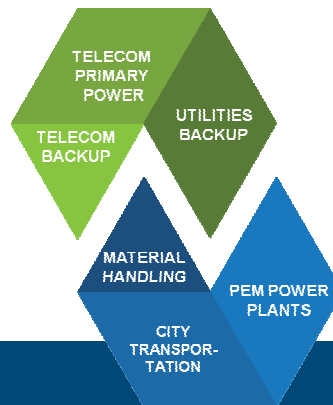 TELECOM
PRIMARY
POWER
UTILITIES
BACKUP
TELECOM
BACKUP
MATERIAL
HANDLING
PEM POWER
PLANTS
CITY
TRANSPOR-
TATION